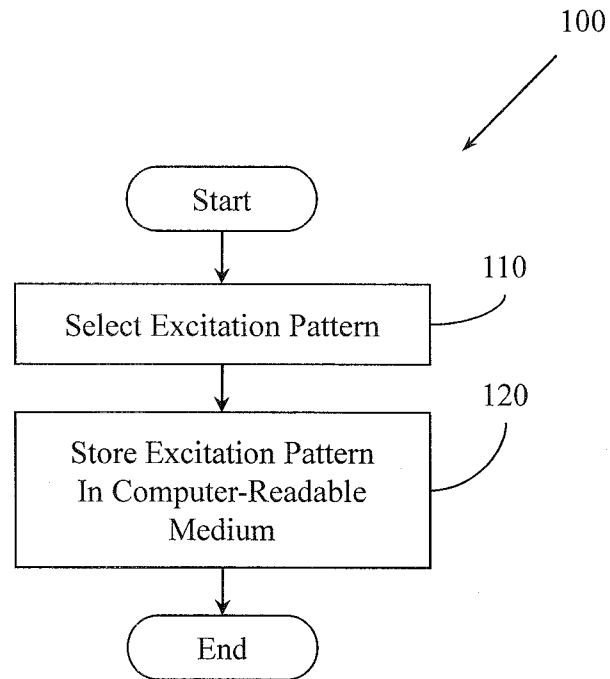 100
Start
110
Select Excitation Pattern
120
Store Excitation Pattern
In Computer-Readable
Medium
End